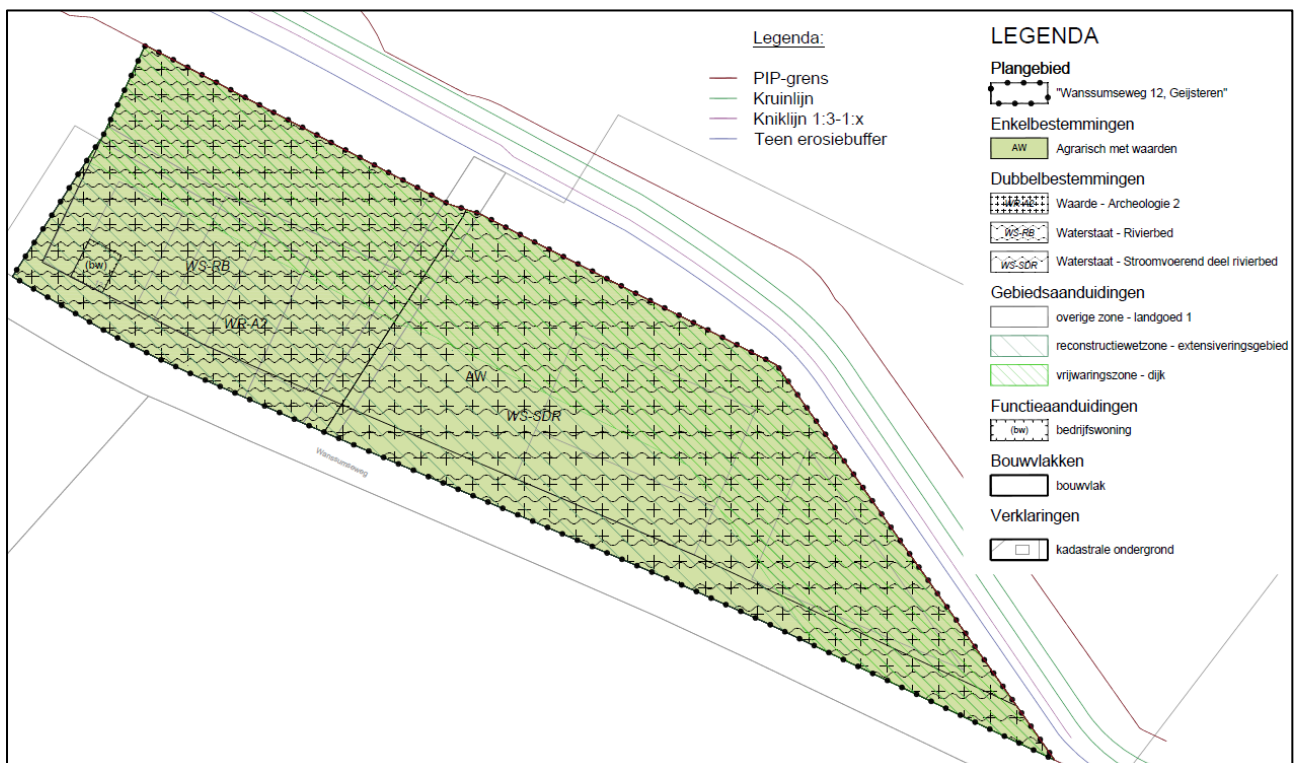 Legenda:
PIP-grens
Kruinlijn
Kniklijn 1:3-1:x
Teen erosiebuffer
LEGENDA
Plangebied
"Wanssumseweg 12, Geijsteren"
Enkelbestemmingen
AW Agrarisch met waarden
Dubbelbestemmingen
WR-A2 Waarde - Archeologie 2
WS-RB Waterstaat - Rivierbed
WS-SDR Waterstaat - Stroomvoerend deel rivierbed
Gebiedsaanduidingen
overige zone - landgoed 1
reconstructiewetzone - extensiveringsgebied
vrijwaringszone - dijk
Functieaanduidingen
(bw) bedrijfswoning
Bouwvlakken
bouwvlak
Verklaringen
kadastrale ondergrond
(bw)
WS-RB
WR-A2
AW
WS-SDR
Wanssumseweg